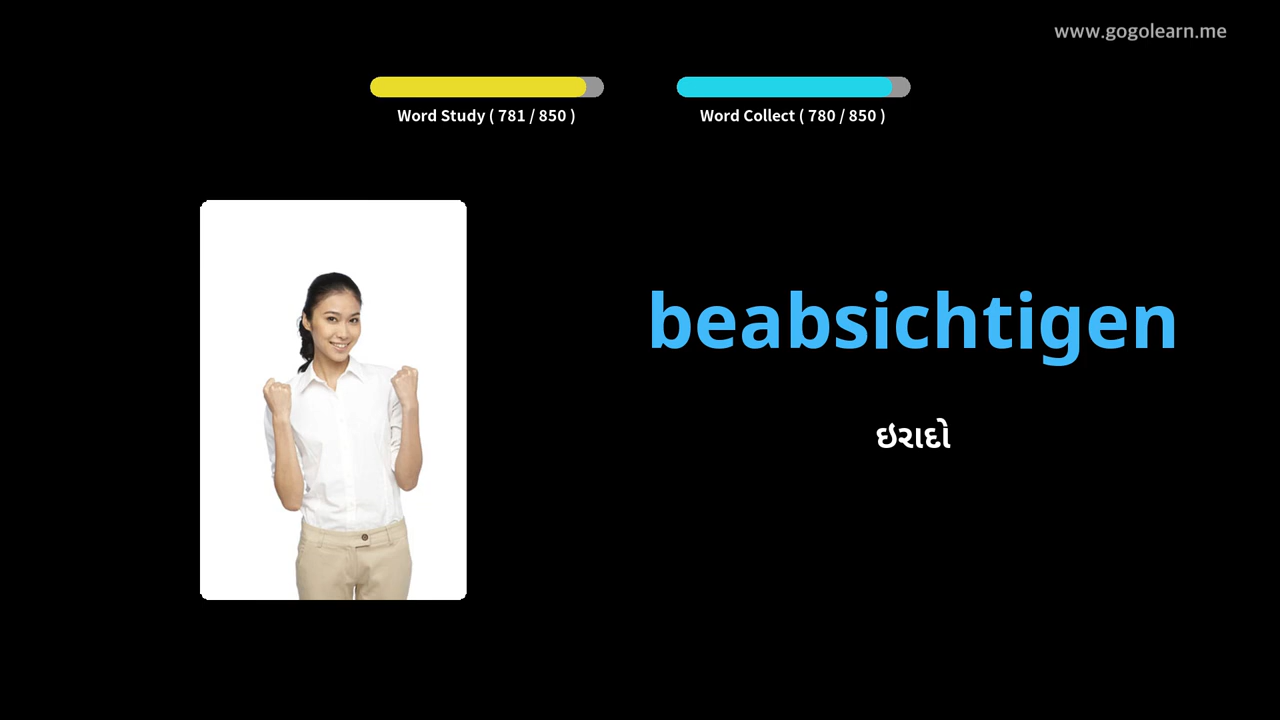 www.gogolearn.me
Word Study ( 781 / 850 )
Word Collect ( 780 / 850 )
beabsichtigen
ઇરાદો